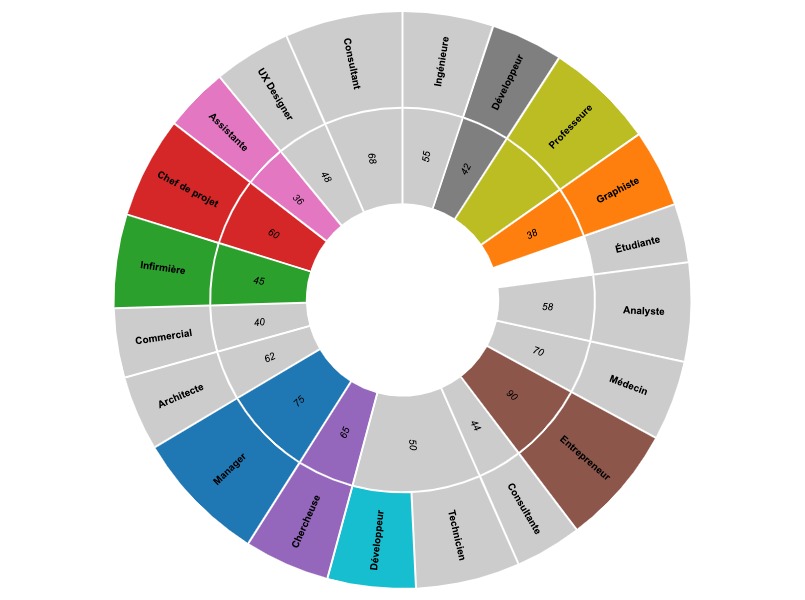 Ingénieure
55
Développeur
42
Professeure
Graphiste
38
Étudiante
Analyste
58
Médecin
70
Entrepreneur
90
Consultante
44
Technicien
50
Développeur
Chercheuse
65
Manager
75
Architecte
62
Commercial
40
Infirmière
45
Chef de projet
60
Assistante
36
UX Designer
48
Consultant
68